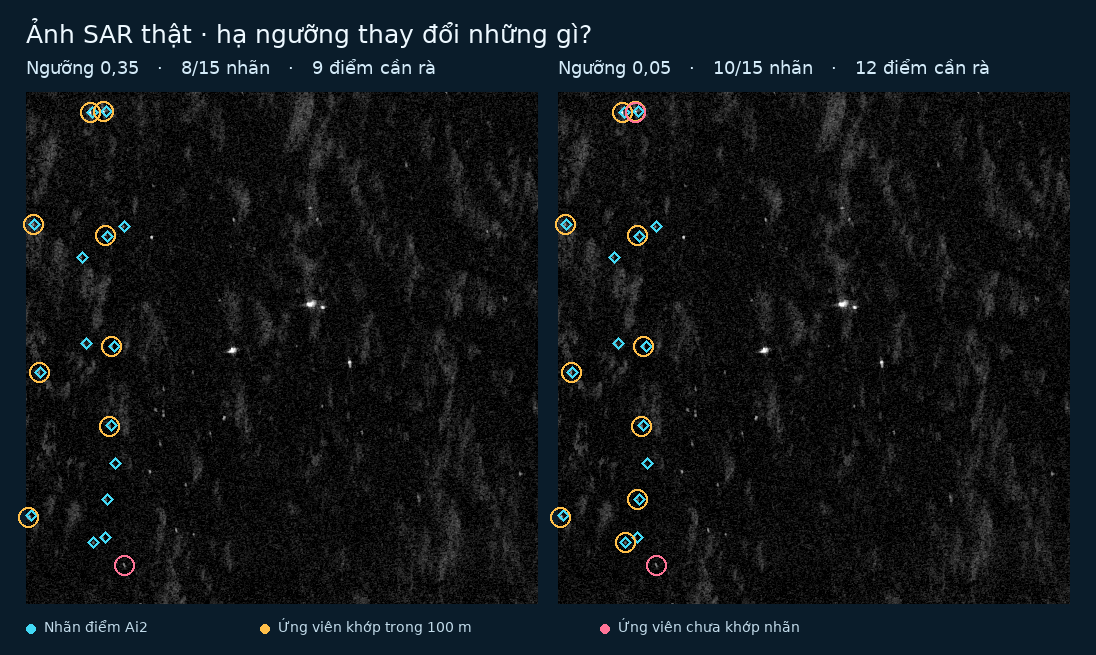 Ảnh SAR thật · hạ ngưỡng thay đổi những gì?
Ngưỡng 0,35 · 8/15 nhãn · 9 điểm cần rà
Ngưỡng 0,05 · 10/15 nhãn · 12 điểm cần rà
Nhãn điểm Ai2
Ứng viên khớp trong 100 m
Ứng viên chưa khớp nhãn